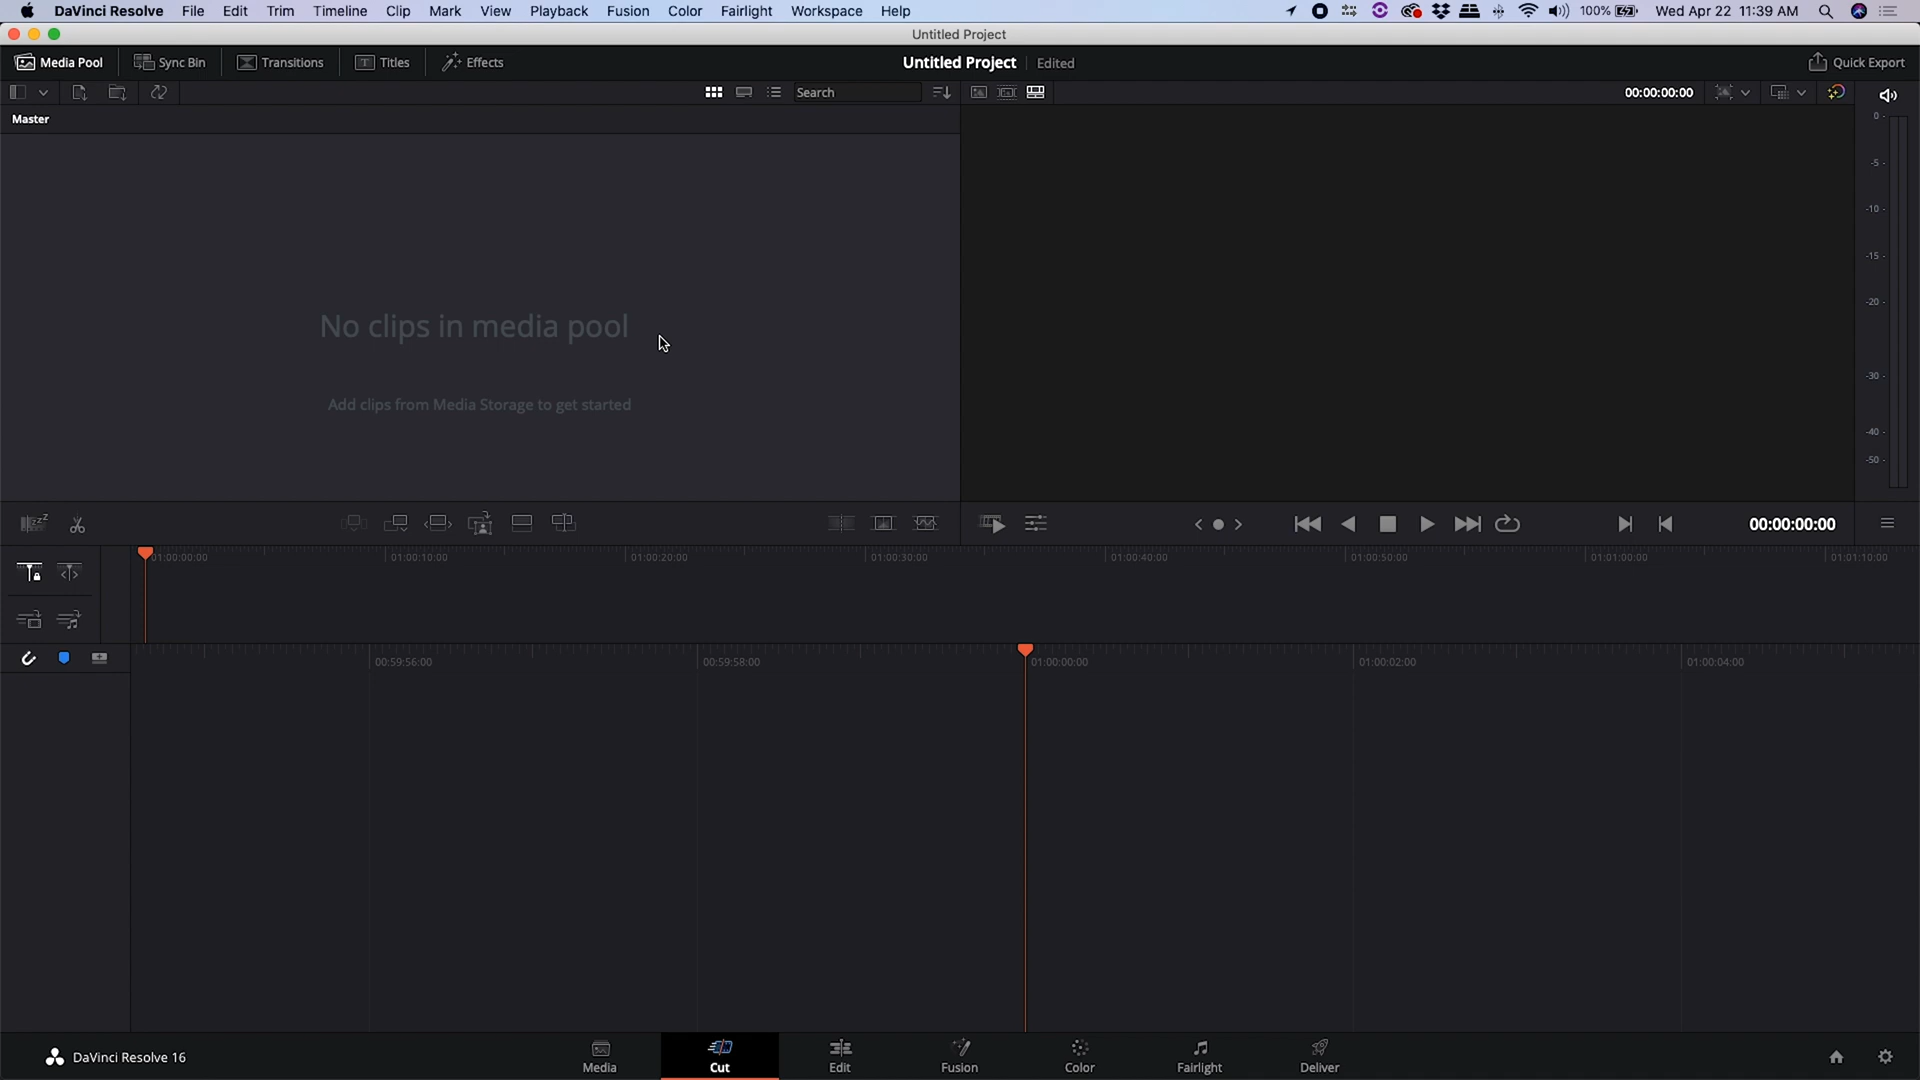 DaVinci Resolve File Edit Trim Timeline Clip Mark View Playback Fusion Color Fairlight Workspace Help 100% Wed Apr 22 11:39 AM
Untitled Project
Media Pool Sync Bin Transitions Titles Effects Untitled Project Edited Quick Export
Search 00:00:00:00
Master
0
-5
-10
-15
-20
-30
-40
-50
No clips in media pool
Add clips from Media Storage to get started
00:00:00:00
01:00:00:00 01:00:10:00 01:00:20:00 01:00:30:00 01:00:40:00 01:00:50:00 01:01:00:00 01:01:10:00
00:59:56:00 00:59:58:00 01:00:00:00 01:00:02:00 01:00:04:00
DaVinci Resolve 16
Media Cut Edit Fusion Color Fairlight Deliver